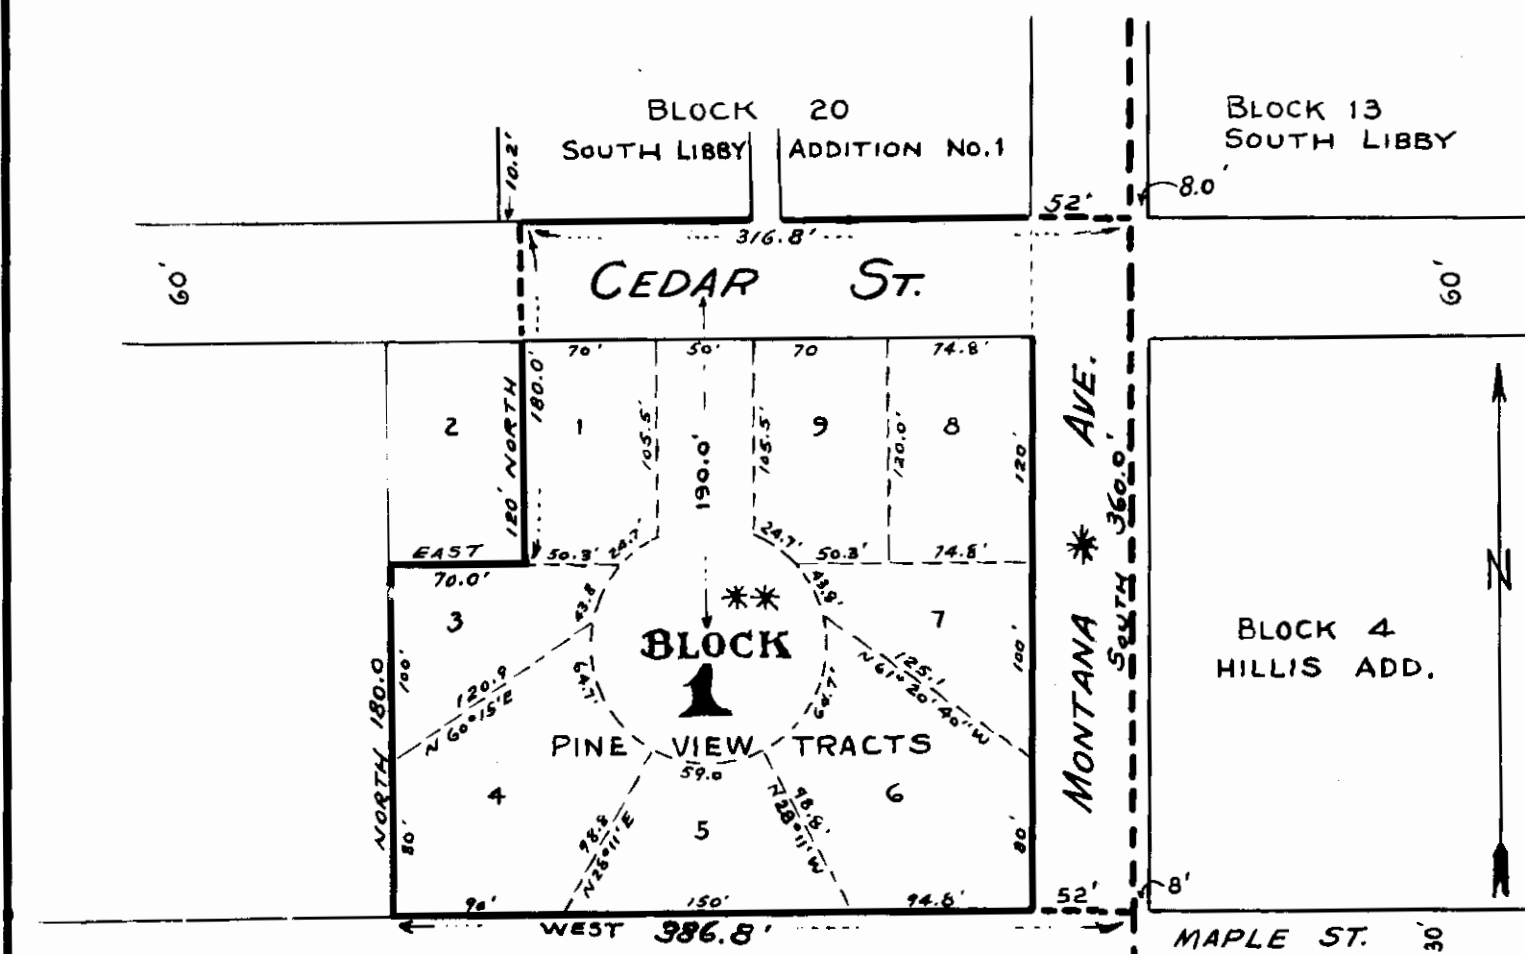 BLOCK 20
SOUTH LIBBY ADDITION No.1
BLOCK 13
SOUTH LIBBY
10.2'
52'
8.0'
316.8'
60'
CEDAR ST.
60'
70' 50' 70 74.8'
2
120' NORTH
180.0'
1
105.5'
190.0'
105.5'
9
120.0'
8
120'
MONTANA * AVE.
SOUTH 360.0'
EAST
70.0'
50.3' 24.7'
24.7' 50.3' 74.8'
3
43.8
43.8'
7
**
BLOCK
1
N
BLOCK 4
HILLIS ADD.
NORTH 180.0
100'
120.9
N 60°15'E
64.7'
64.7'
125.1
N 61°20'40"W
100'
PINE VIEW TRACTS
59.0
4
5
6
80'
98.8
N 28°11'E
98.8'
N 28°11'W
80'
150' 94.8'
52'
8'
WEST 386.8'
MAPLE ST. 30'